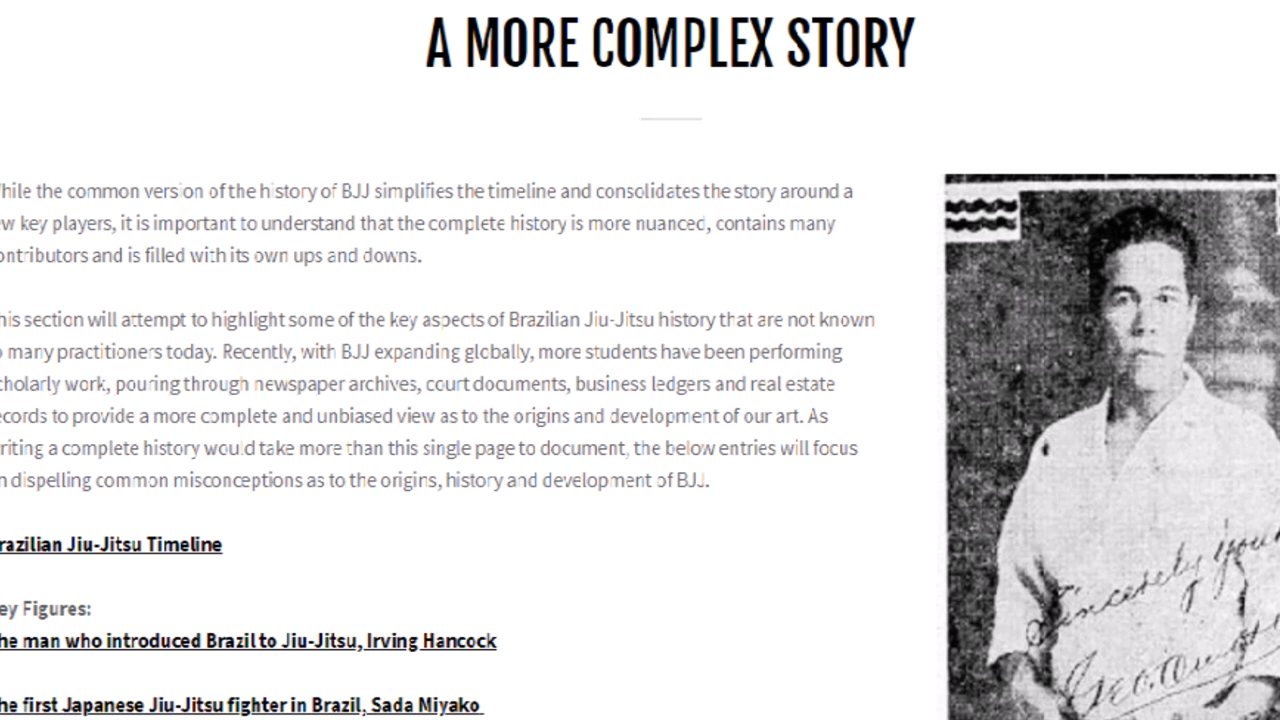 A MORE COMPLEX STORY
hile the common version of the history of BJJ simplifies the timeline and consolidates the story around a
ew key players, it is important to understand that the complete history is more nuanced, contains many
ontributors and is filled with its own ups and downs.
his section will attempt to highlight some of the key aspects of Brazilian Jiu-Jitsu history that are not known
o many practitioners today. Recently, with BJJ expanding globally, more students have been performing
cholarly work, pouring through newspaper archives, court documents, business ledgers and real estate
ecords to provide a more complete and unbiased view as to the origins and development of our art. As
riting a complete history would take more than this single page to document, the below entries will focus
n dispelling common misconceptions as to the origins, history and development of BJJ.
razilian Jiu-Jitsu Timeline
ey Figures:
he man who introduced Brazil to Jiu-Jitsu, Irving Hancock
he first Japanese Jiu-Jitsu fighter in Brazil, Sada Miyako
Sincerely
Geo.